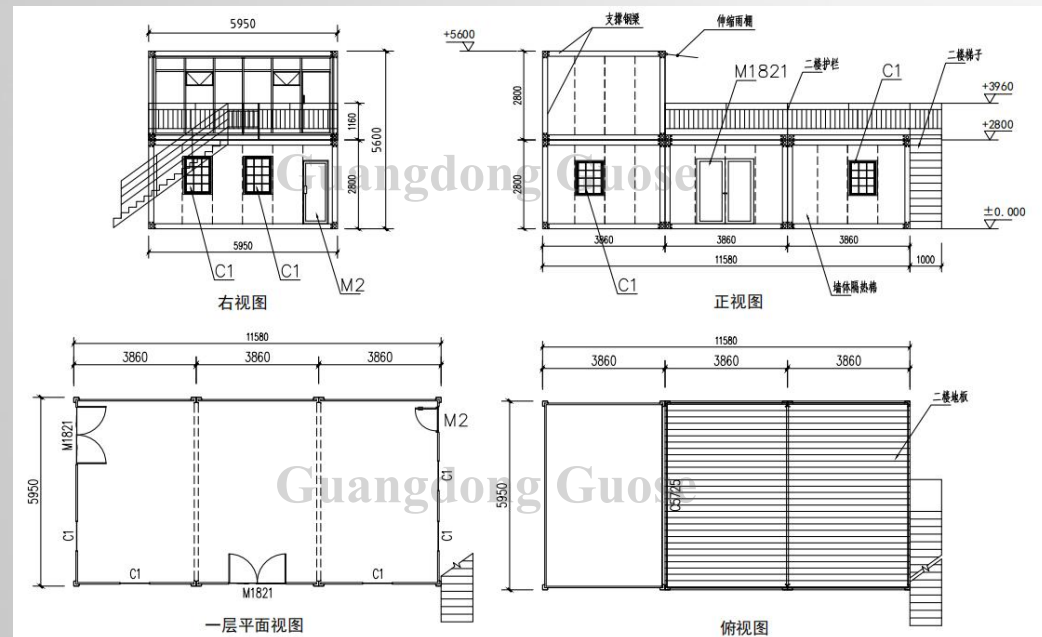 5950
1160
2800
5600
5950
C1
C1
M2
右视图
支撑钢梁
伸缩雨棚
+5600
M1821
二楼护栏
C1
二楼梯子
+3960
+2800
±0.000
2800
2800
3860
3860
3860
11580
1000
C1
墙体隔热棉
正视图
Guangdong Guose
11580
3860
3860
3860
5950
M1821
M2
C1
C1
C1
C1
M1821
C1
一层平面视图
11580
3860
3860
3860
二楼地板
5950
C5725
俯视图
Guangdong Guose